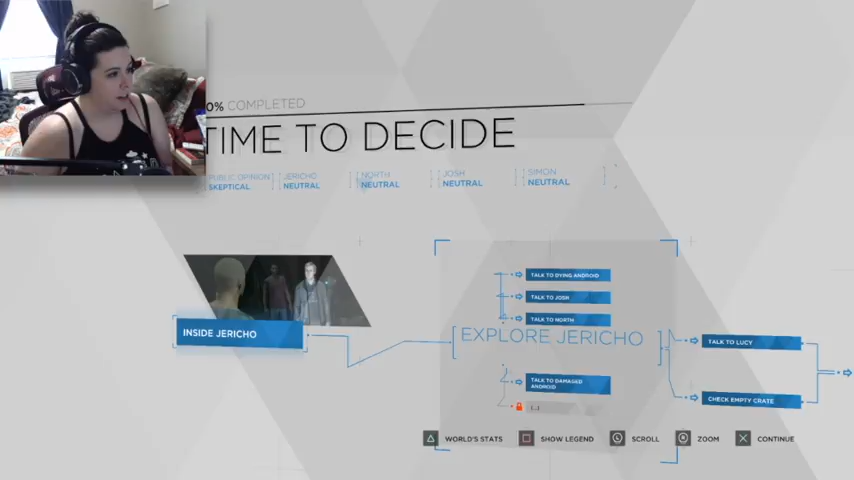 0% COMPLETED
TIME TO DECIDE
PUBLIC OPINION JERICHO NORTH JOSH SIMON
SKEPTICAL NEUTRAL NEUTRAL NEUTRAL NEUTRAL
TALK TO DYING ANDROID
TALK TO JOSH
TALK TO NORTH
INSIDE JERICHO
EXPLORE JERICHO
TALK TO LUCY
TALK TO DAMAGED
ANDROID
CHECK EMPTY CRATE
[...]
WORLD'S STATS SHOW LEGEND SCROLL ZOOM CONTINUE